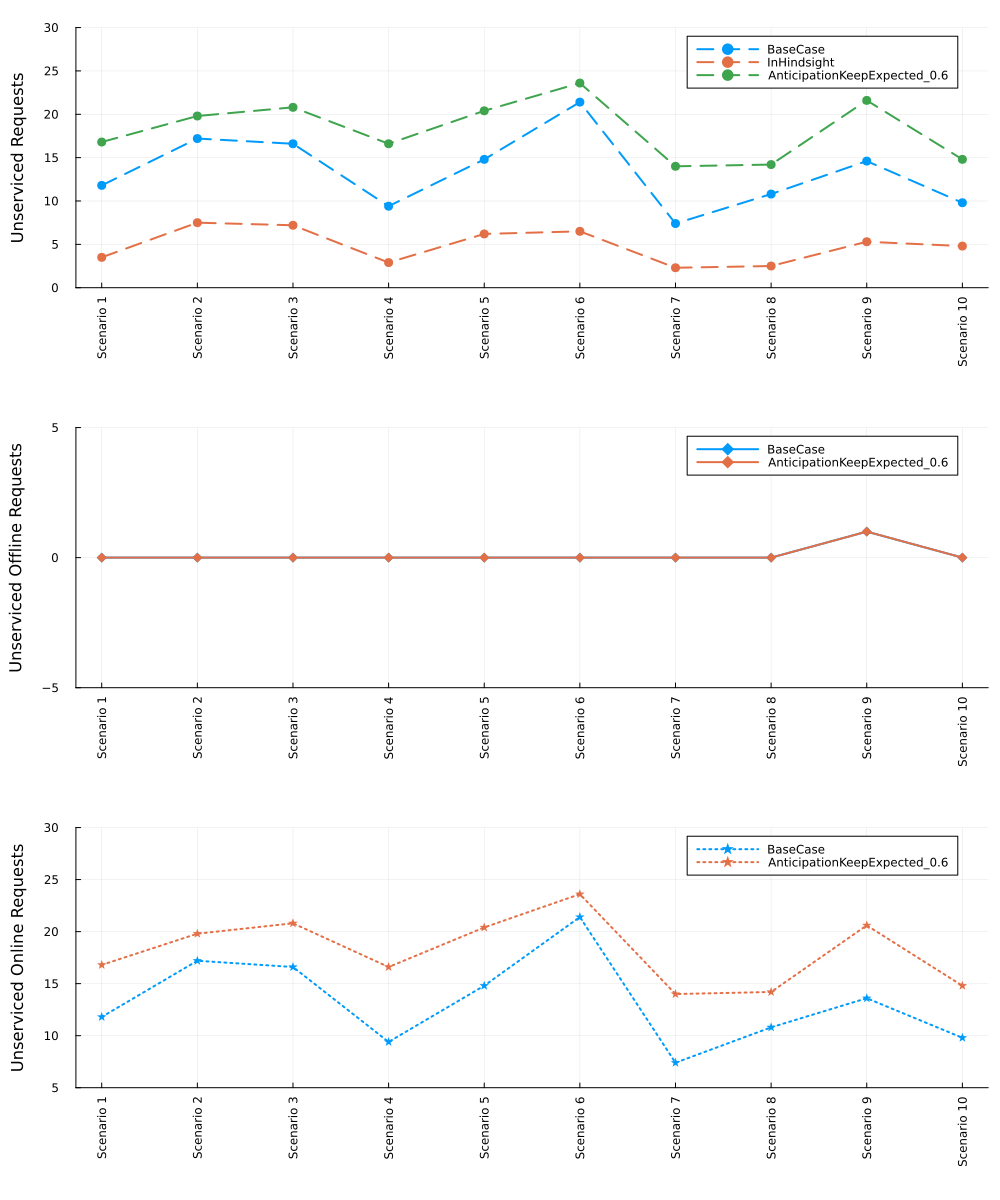 Unserviced Requests
30
25
20
15
10
5
0
BaseCase
InHindsight
AnticipationKeepExpected_0.6
Scenario 1
Scenario 2
Scenario 3
Scenario 4
Scenario 5
Scenario 6
Scenario 7
Scenario 8
Scenario 9
Scenario 10
Unserviced Offline Requests
5
0
−5
BaseCase
AnticipationKeepExpected_0.6
Scenario 1
Scenario 2
Scenario 3
Scenario 4
Scenario 5
Scenario 6
Scenario 7
Scenario 8
Scenario 9
Scenario 10
Unserviced Online Requests
30
25
20
15
10
5
BaseCase
AnticipationKeepExpected_0.6
Scenario 1
Scenario 2
Scenario 3
Scenario 4
Scenario 5
Scenario 6
Scenario 7
Scenario 8
Scenario 9
Scenario 10